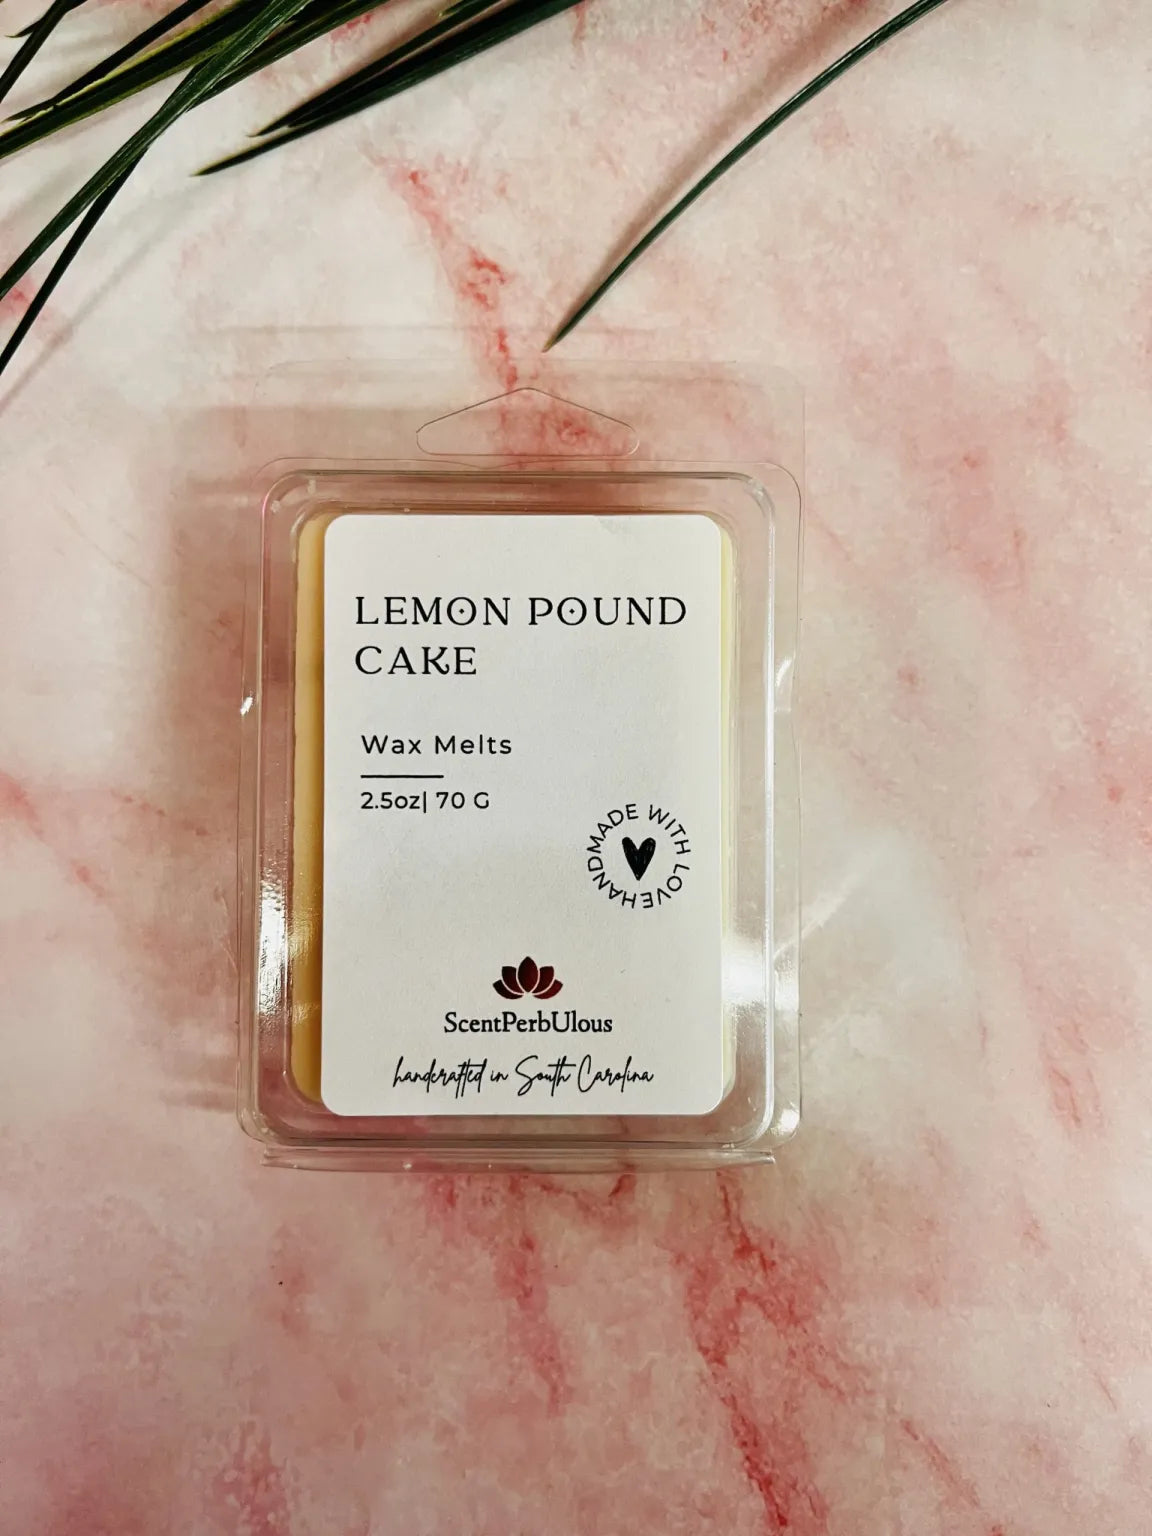 LEMON POUND
CAKE
Wax Melts
2.5oz| 70 G
HANDMADE WITH LOVE
ScentPerbUlous
handcrafted in South Carolina